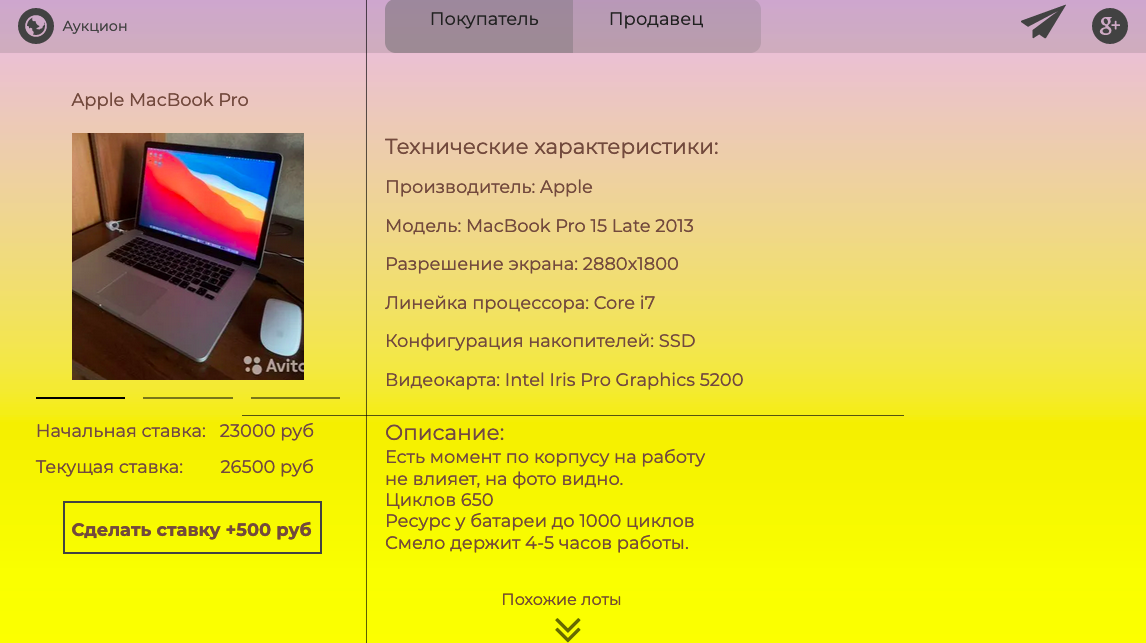 Аукцион
Покупатель
Продавец
g+
Apple MacBook Pro
Avito
Начальная ставка: 23000 руб
Текущая ставка: 26500 руб
Сделать ставку +500 руб
Технические характеристики:
Производитель: Apple
Модель: MacBook Pro 15 Late 2013
Разрешение экрана: 2880x1800
Линейка процессора: Core i7
Конфигурация накопителей: SSD
Видеокарта: Intel Iris Pro Graphics 5200
Описание:
Есть момент по корпусу на работу
не влияет, на фото видно.
Циклов 650
Ресурс у батареи до 1000 циклов
Смело держит 4-5 часов работы.
Похожие лоты